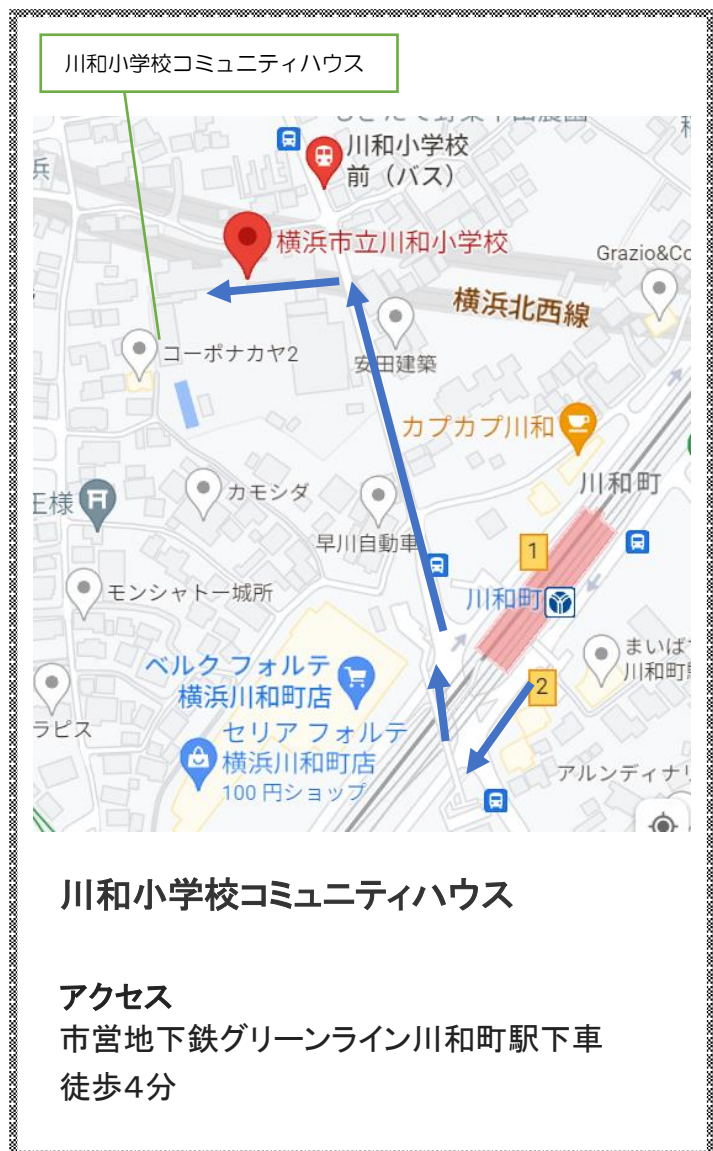 川和小学校コミュニティハウス
川和小学校
前（バス）
浜
横浜市立川和小学校
Grazio&Co
横浜北西線
コーポナカヤ2
安田建築
カプカプ川和
川和町
カモシダ
王様
早川自動車
1
川和町
モンシャトー城所
まいば
川和町駅
ベルク フォルテ
横浜川和町店
2
ラピス
セリア フォルテ
横浜川和町店
100 円ショップ
アルンディナリ
川和小学校コミュニティハウス
アクセス
市営地下鉄グリーンライン川和町駅下車
徒歩4分